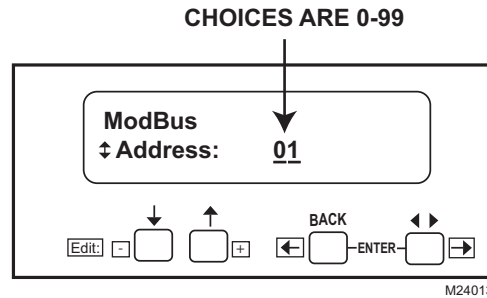 CHOICES ARE 0-99
ModBus
Address: 01
BACK
Edit: - + ENTER
M24013